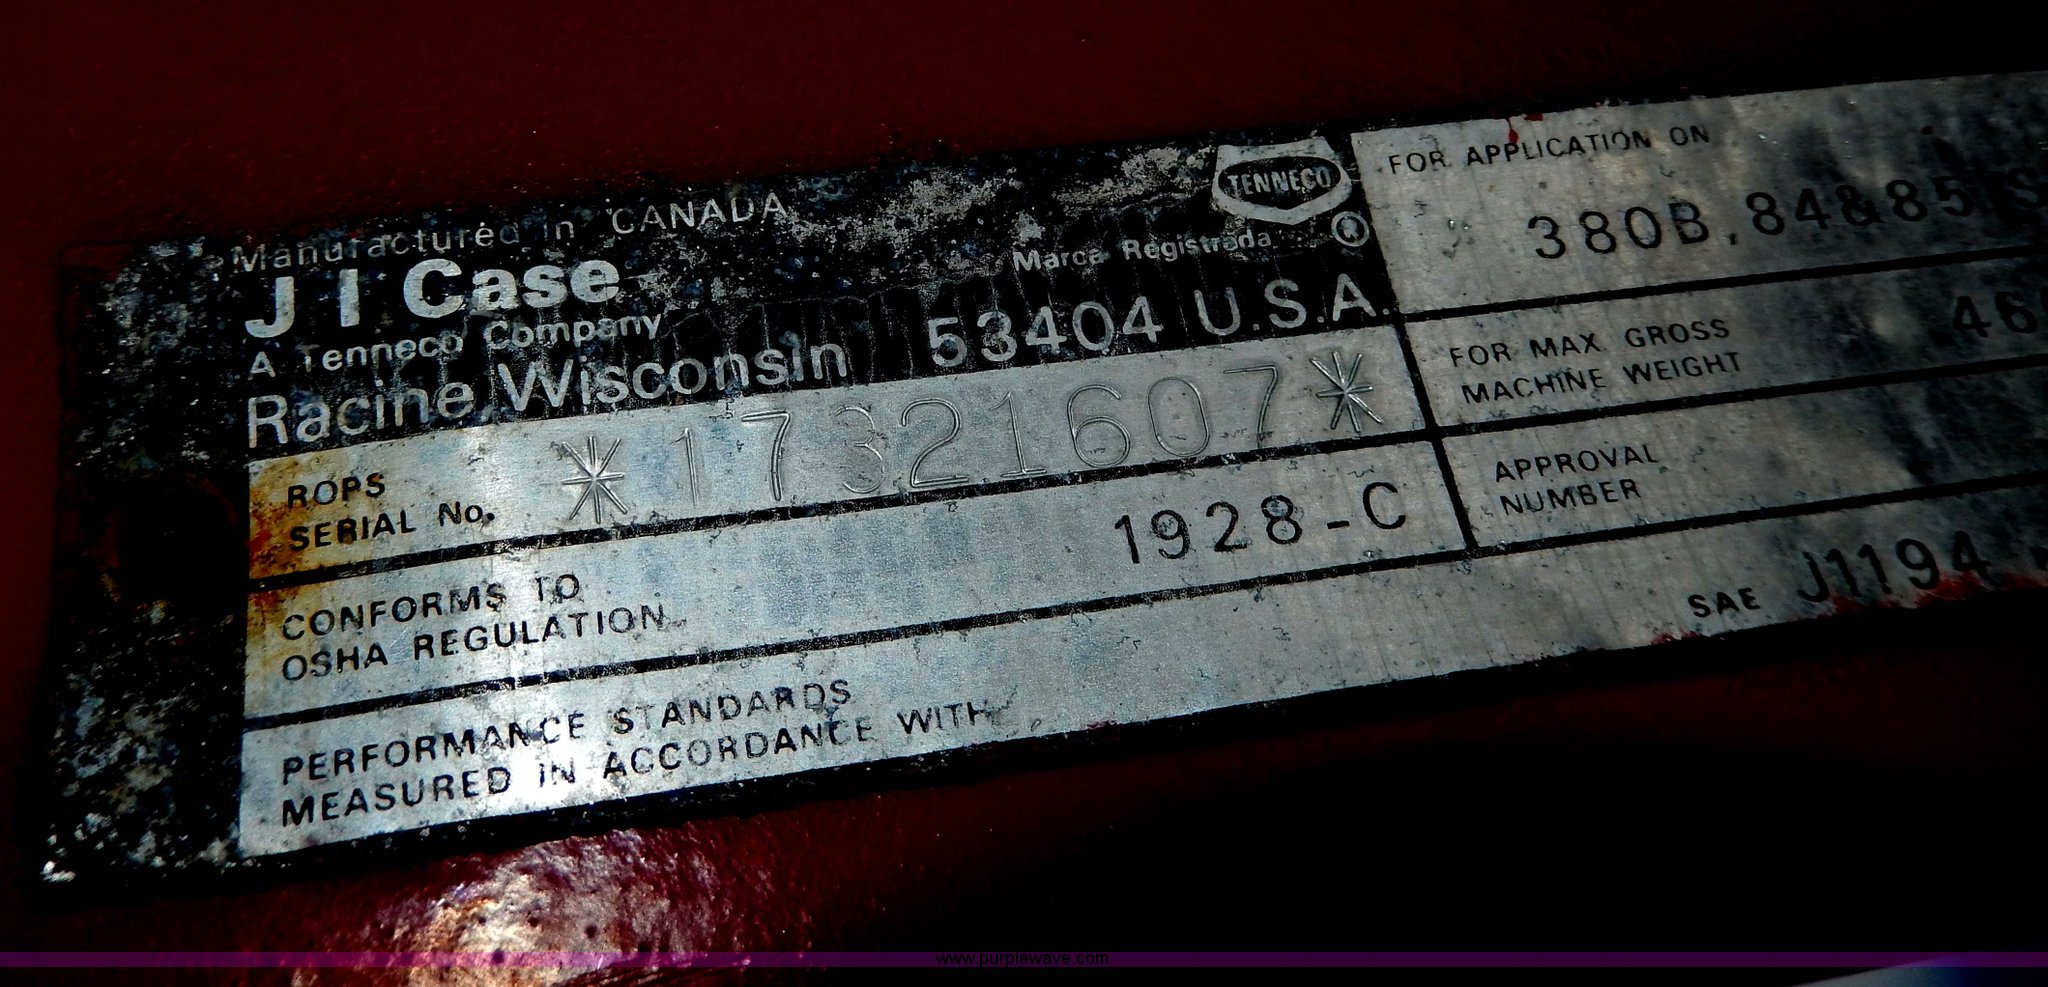 Manufactured in CANADA
J I Case
A Tenneco Company
Racine, Wisconsin 53404 U.S.A.
TENNECO
Marca Registrada ®
ROPS
SERIAL No. *17321607*
CONFORMS TO
OSHA REGULATION 1928-C
PERFORMANCE STANDARDS
MEASURED IN ACCORDANCE WITH
SAE J1194
FOR APPLICATION ON
380B, 84&85 S
FOR MAX GROSS
MACHINE WEIGHT
APPROVAL
NUMBER
www.purplewave.com